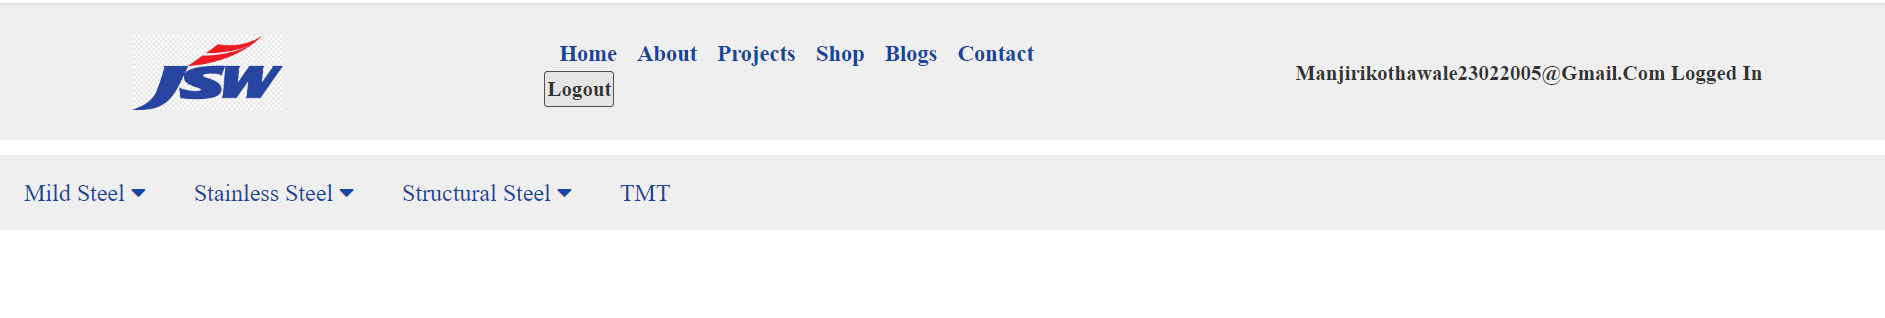 JSW
Home About Projects Shop Blogs Contact
Logout
Manjirikothawale23022005@Gmail.Com Logged In
Mild Steel Stainless Steel Structural Steel TMT